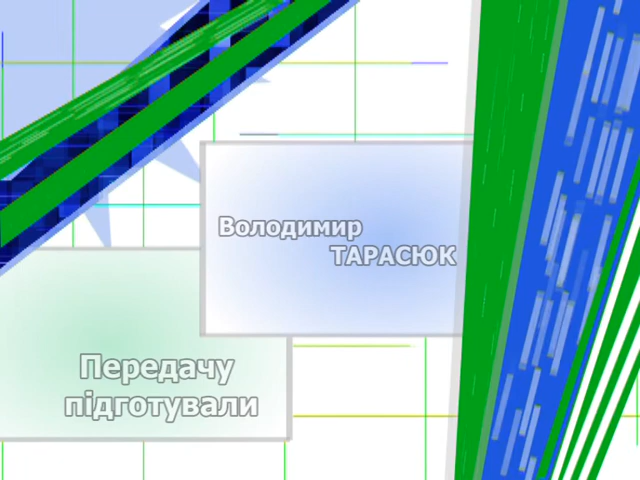 Володимир
ТАРАСЮК
Передачу
підготували